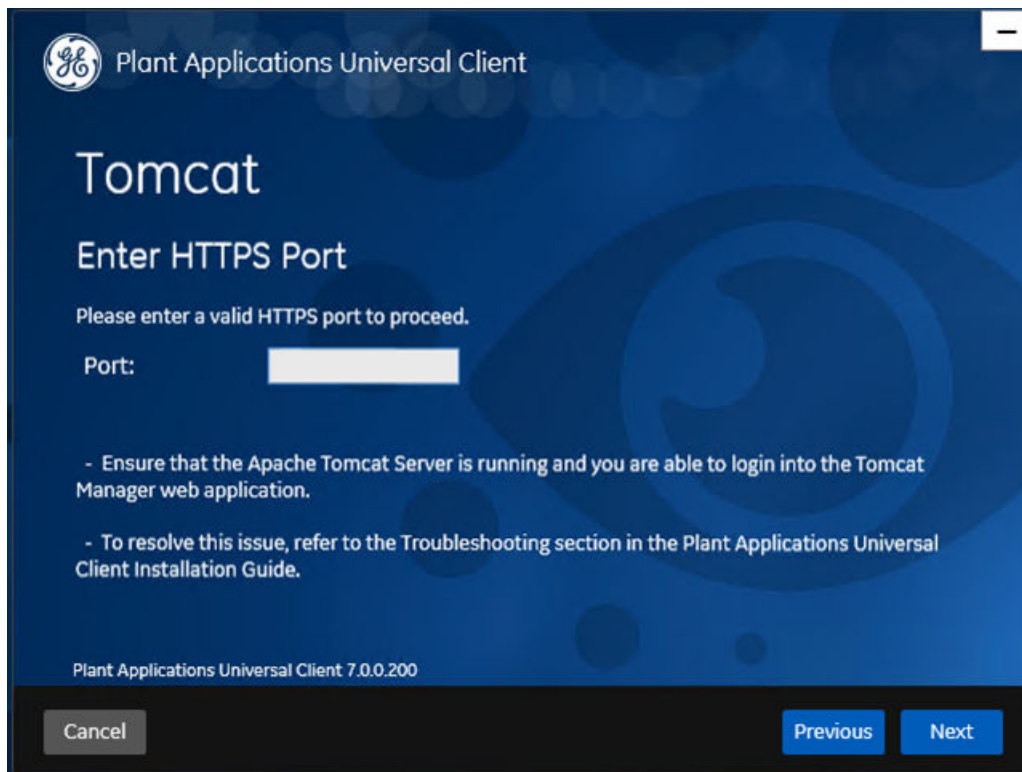 Plant Applications Universal Client
Tomcat
Enter HTTPS Port
Please enter a valid HTTPS port to proceed.
Port:
- Ensure that the Apache Tomcat Server is running and you are able to login into the Tomcat
Manager web application.
- To resolve this issue, refer to the Troubleshooting section in the Plant Applications Universal
Client Installation Guide.
Plant Applications Universal Client 7.0.0.200
Cancel
Previous
Next